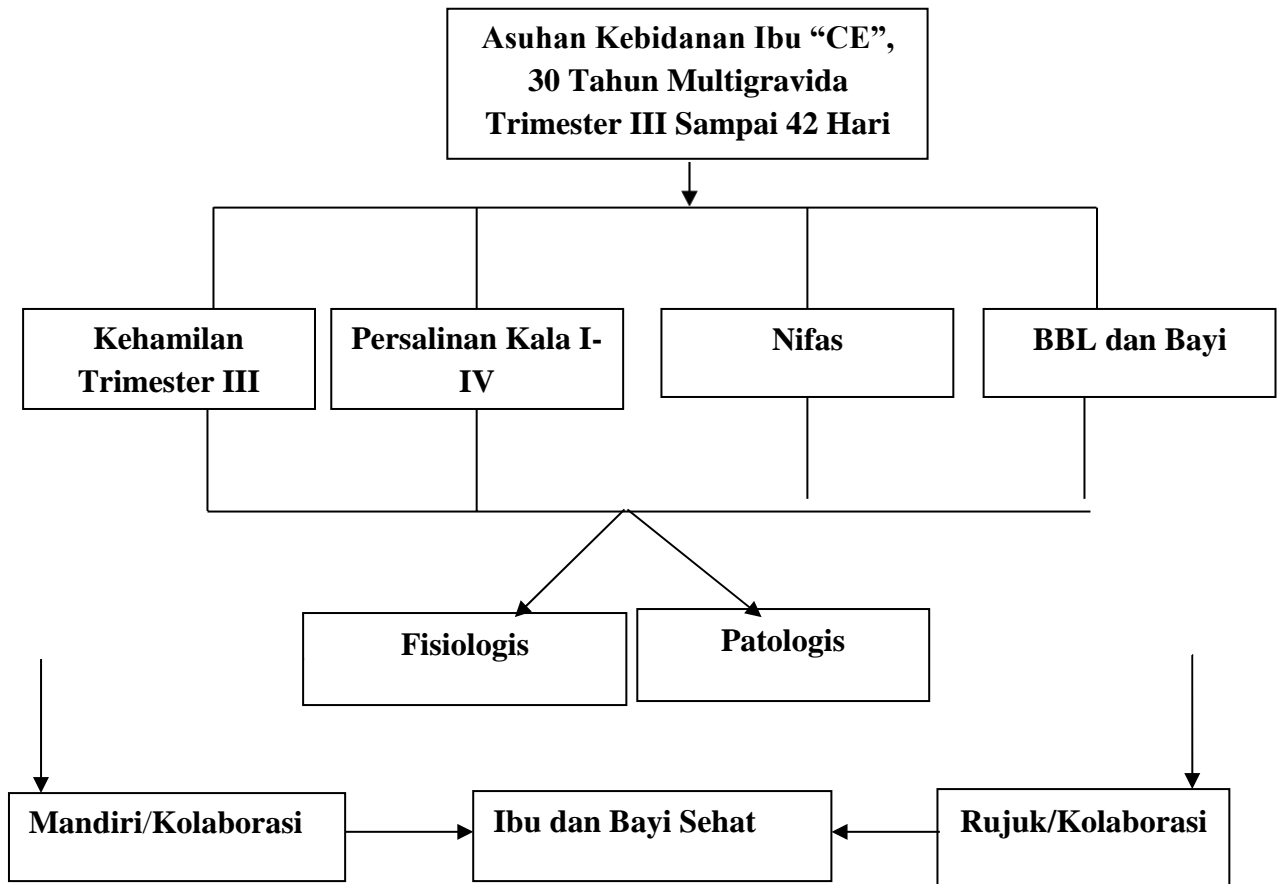 Asuhan Kebidanan Ibu “CE”,
30 Tahun Multigravida
Trimester III Sampai 42 Hari
Kehamilan
Trimester III
Persalinan Kala I-
IV
Nifas
BBL dan Bayi
Fisiologis
Patologis
Mandiri/Kolaborasi
Ibu dan Bayi Sehat
Rujuk/Kolaborasi